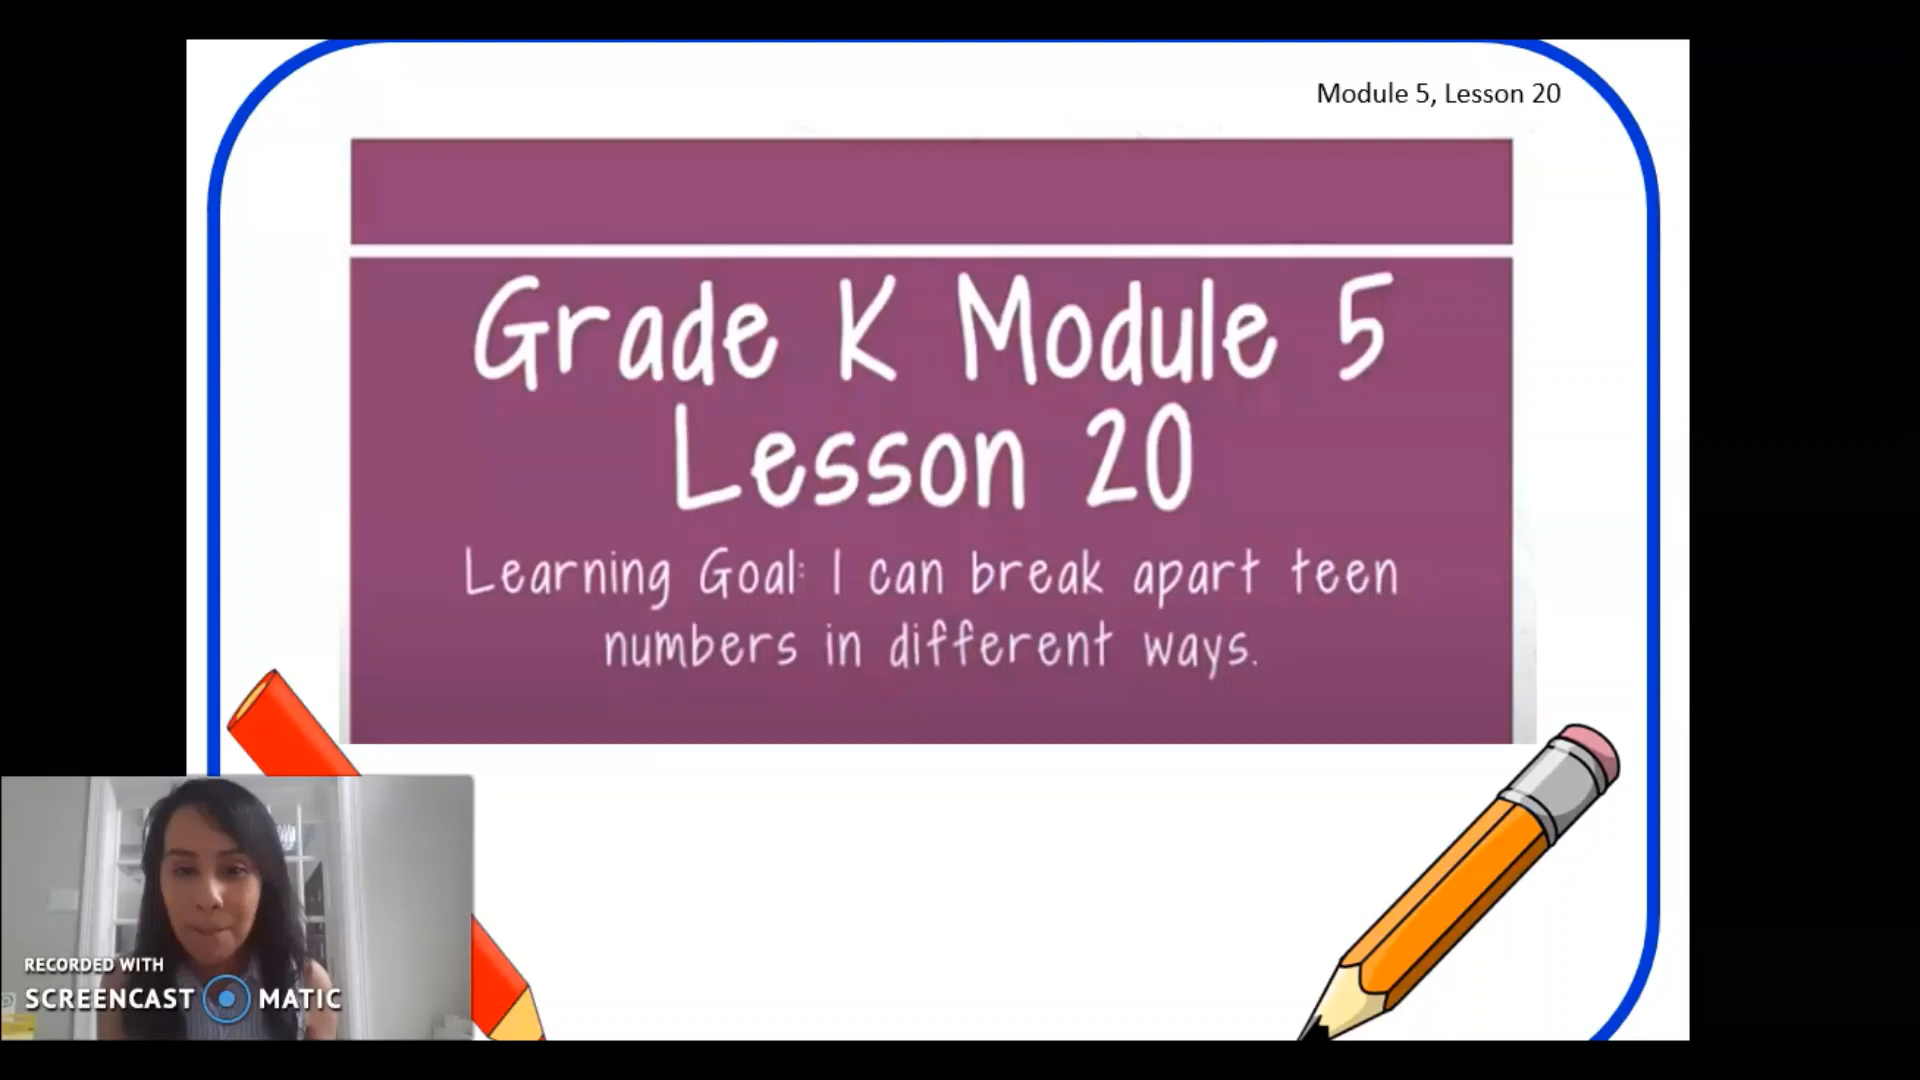 Module 5, Lesson 20
Grade K Module 5
Lesson 20
Learning Goal: I can break apart teen
numbers in different ways.
RECORDED WITH
SCREENCAST MATIC